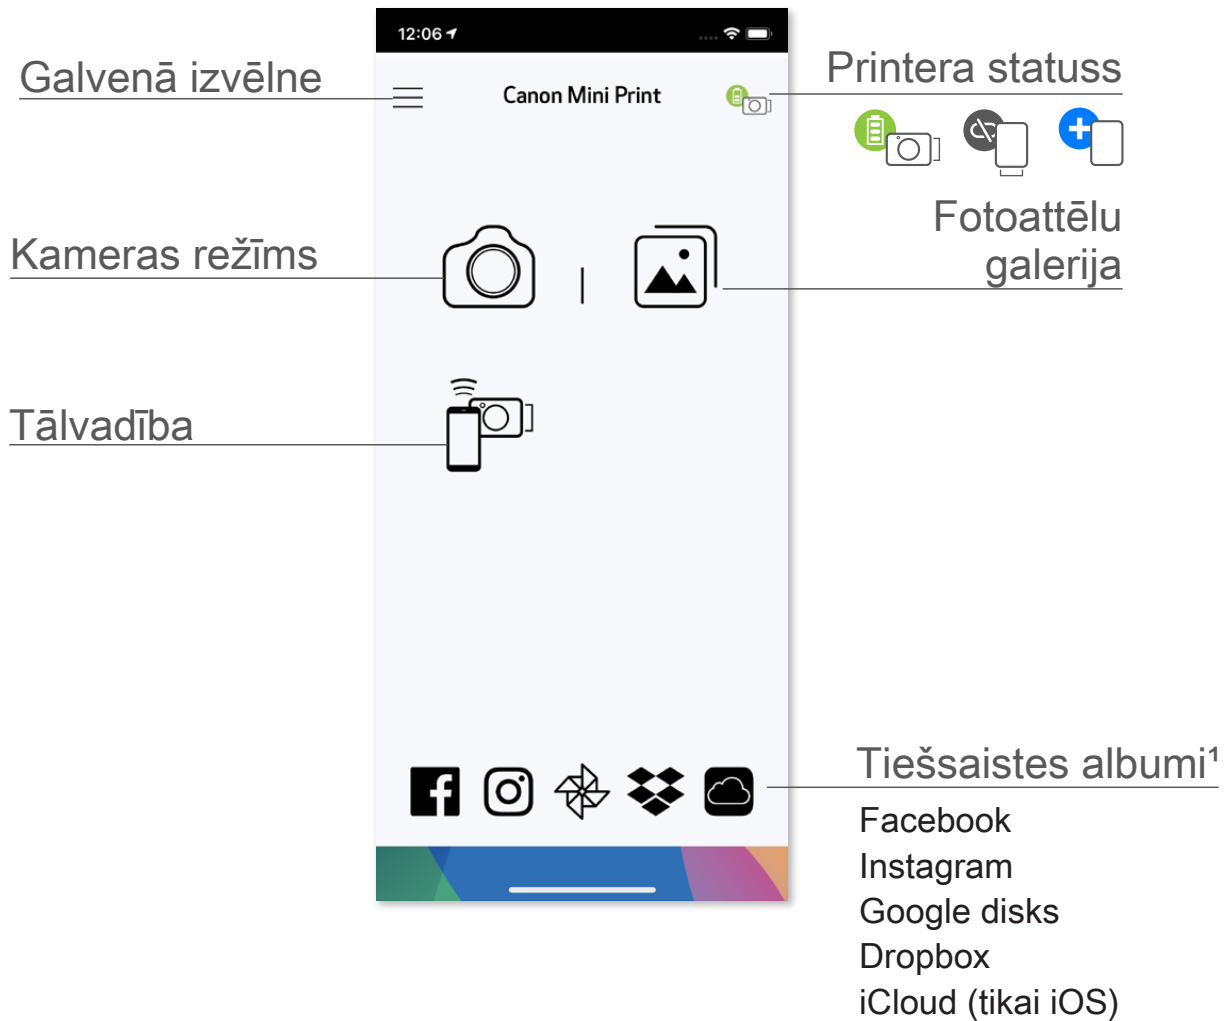 12:06
Galvenā izvēlne
Canon Mini Print
Printera statuss
Fotoattēlu
galerija
Kameras režīms
Tālvadība
Tiešsaistes albumi¹
Facebook
Instagram
Google disks
Dropbox
iCloud (tikai iOS)